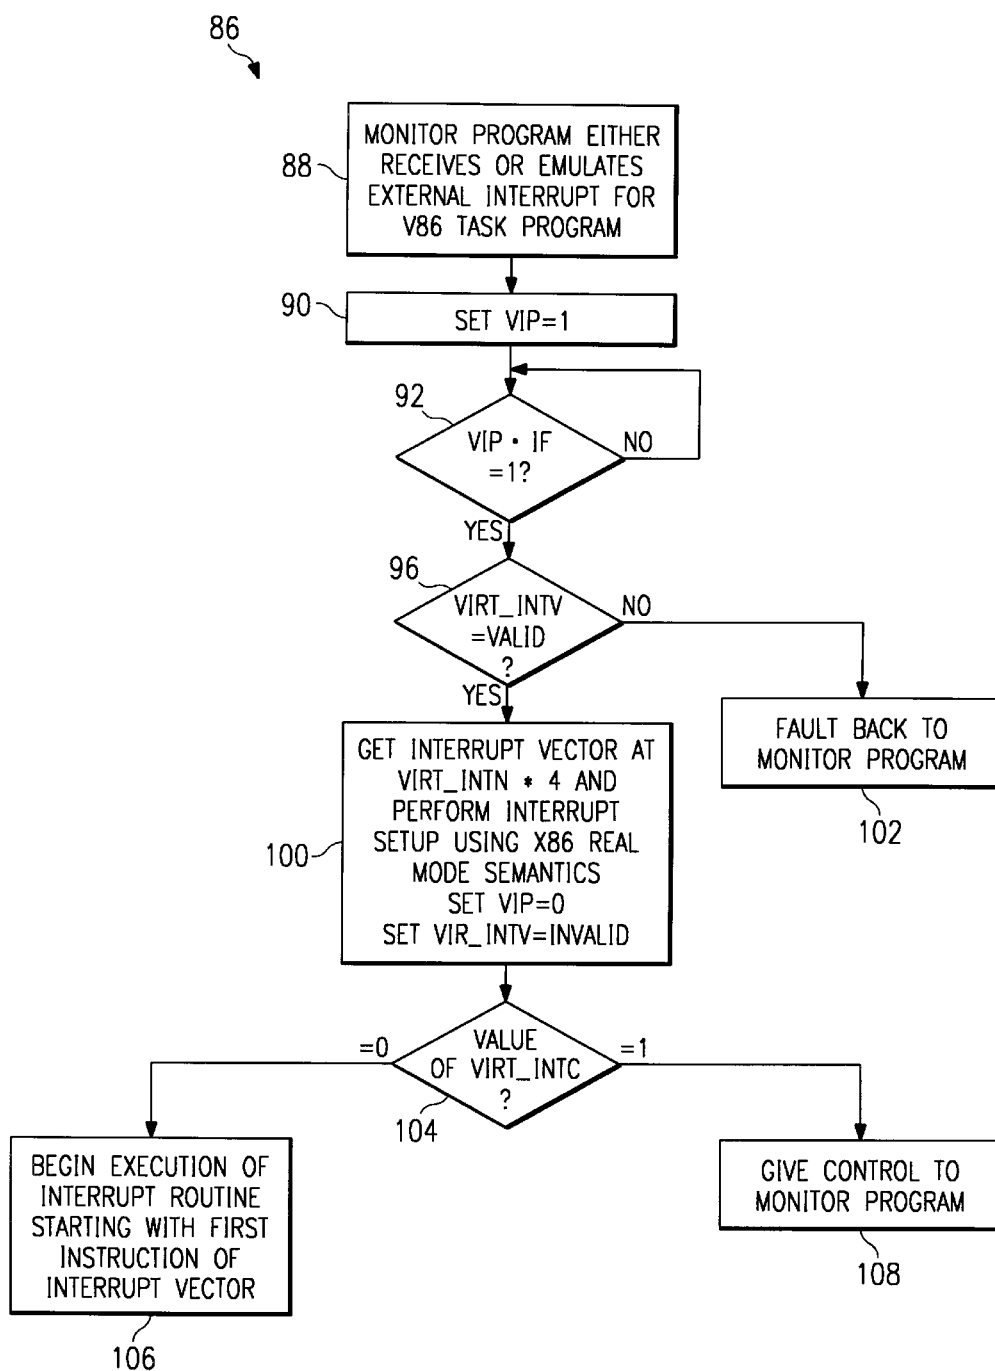 86
MONITOR PROGRAM EITHER
RECEIVES OR EMULATES
EXTERNAL INTERRUPT FOR
V86 TASK PROGRAM
88
90
SET VIP=1
92
VIP • IF
=1?
NO
YES
96
VIRT_INTV
=VALID
?
NO
YES
FAULT BACK TO
MONITOR PROGRAM
102
GET INTERRUPT VECTOR AT
VIRT_INTN * 4 AND
PERFORM INTERRUPT
SETUP USING X86 REAL
MODE SEMANTICS
SET VIP=0
SET VIR_INTV=INVALID
100
VALUE
OF VIRT_INTC
?
=0
=1
104
BEGIN EXECUTION OF
INTERRUPT ROUTINE
STARTING WITH FIRST
INSTRUCTION OF
INTERRUPT VECTOR
106
GIVE CONTROL TO
MONITOR PROGRAM
108